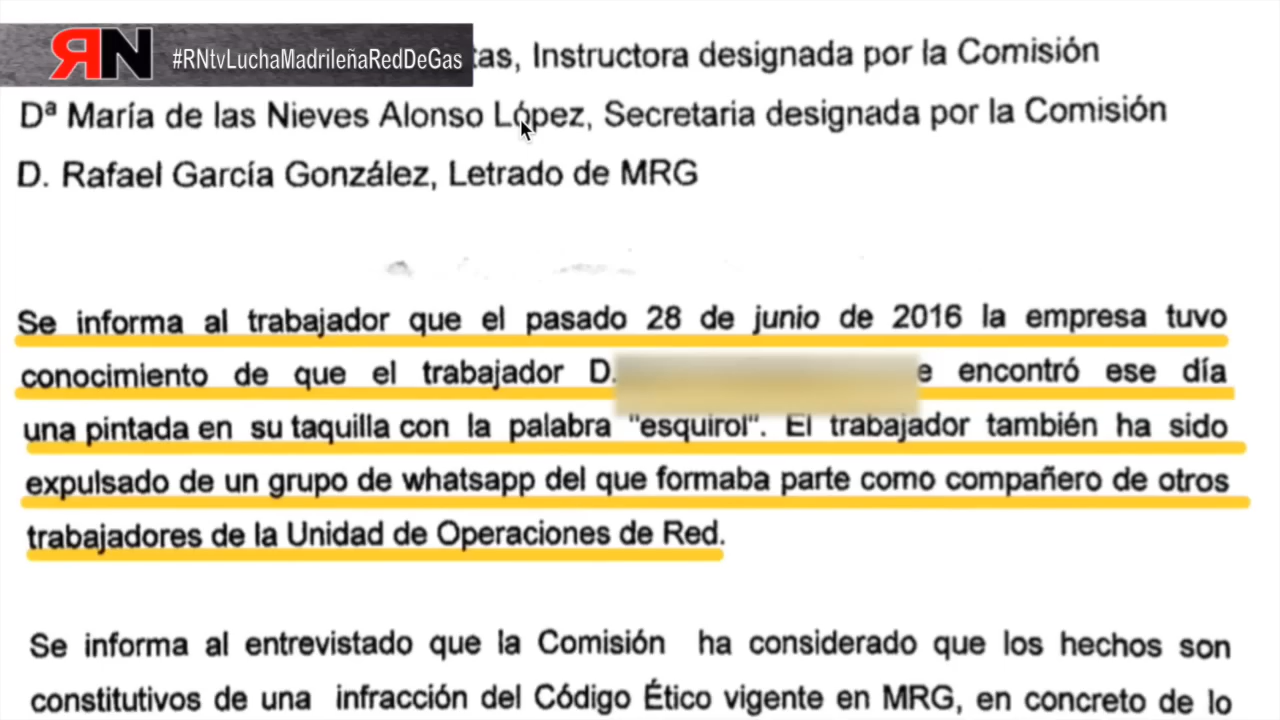 RN #RNtvLuchaMadrileñaRedDeGas
tas, Instructora designada por la Comisión
Dª María de las Nieves Alonso López, Secretaria designada por la Comisión
D. Rafael García González, Letrado de MRG
Se informa al trabajador que el pasado 28 de junio de 2016 la empresa tuvo
conocimiento de que el trabajador D. e encontró ese día
una pintada en su taquilla con la palabra "esquirol". El trabajador también ha sido
expulsado de un grupo de whatsapp del que formaba parte como compañero de otros
trabajadores de la Unidad de Operaciones de Red.
Se informa al entrevistado que la Comisión ha considerado que los hechos son
constitutivos de una infracción del Código Ético vigente en MRG, en concreto de lo